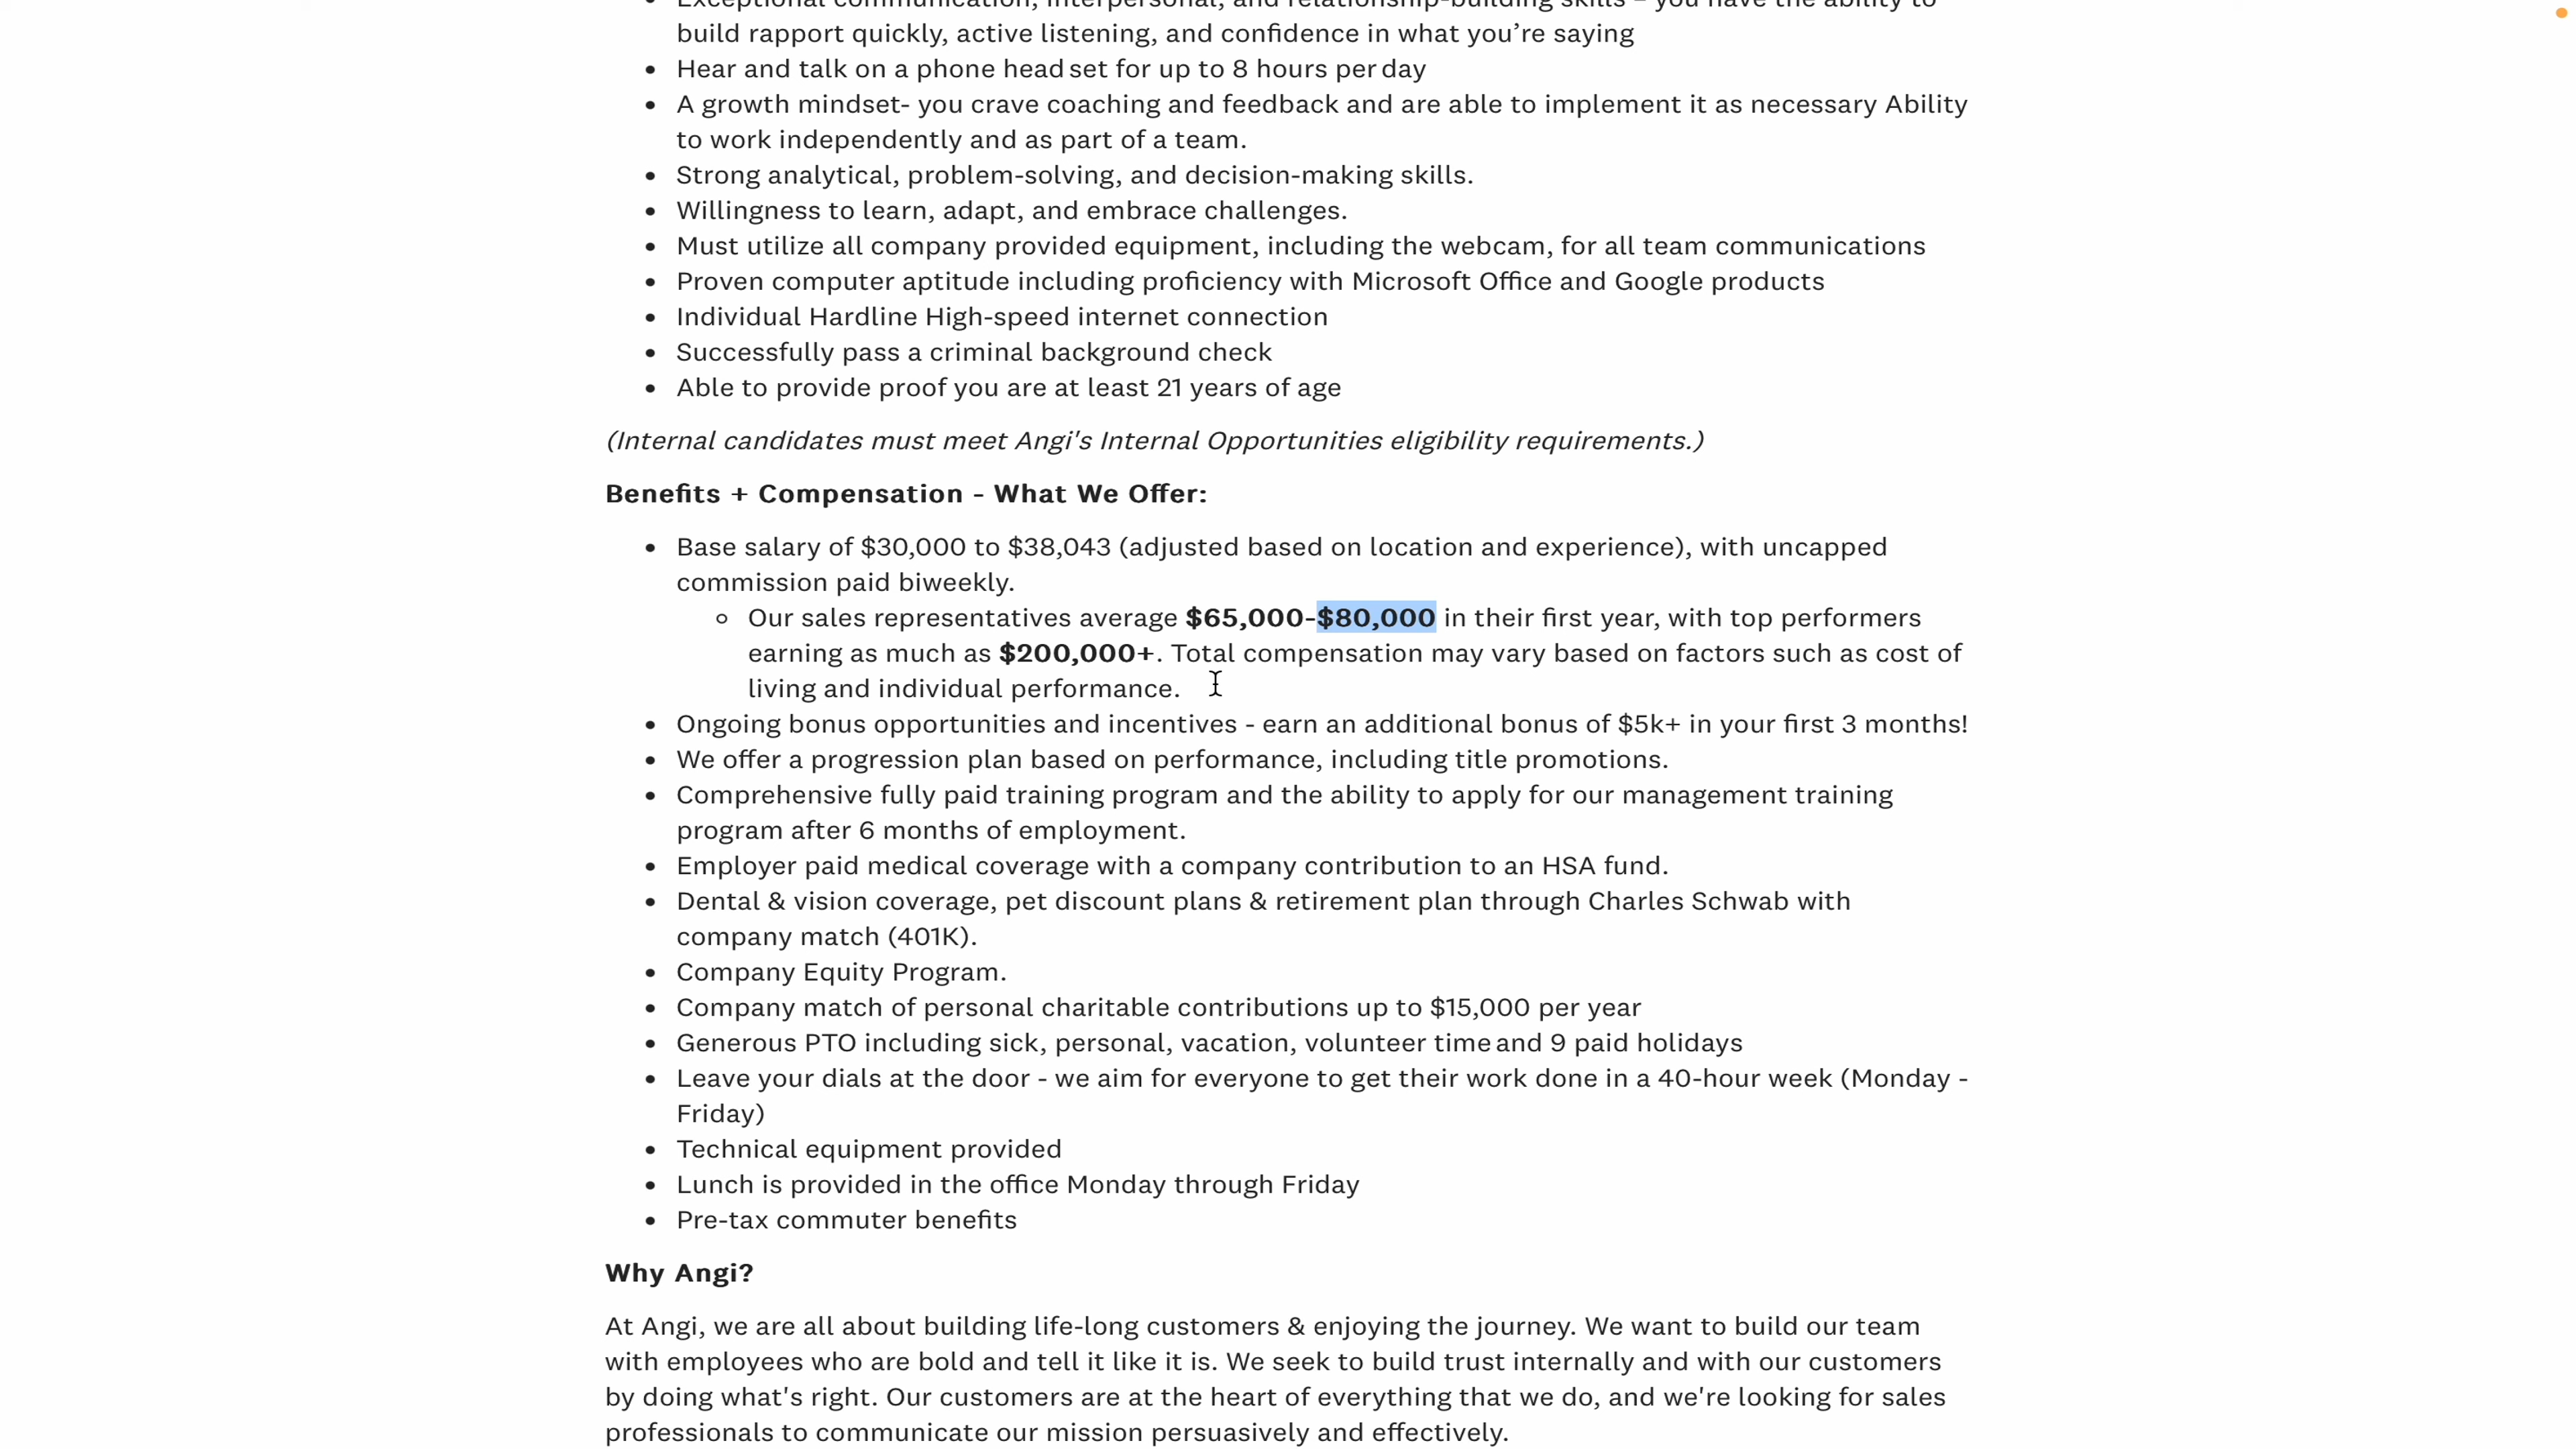 Exceptional communication, interpersonal, and relationship-building skills – you have the ability to
build rapport quickly, active listening, and confidence in what you’re saying
Hear and talk on a phone headset for up to 8 hours per day
A growth mindset- you crave coaching and feedback and are able to implement it as necessary Ability
to work independently and as part of a team.
Strong analytical, problem-solving, and decision-making skills.
Willingness to learn, adapt, and embrace challenges.
Must utilize all company provided equipment, including the webcam, for all team communications
Proven computer aptitude including proficiency with Microsoft Office and Google products
Individual Hardline High-speed internet connection
Successfully pass a criminal background check
Able to provide proof you are at least 21 years of age
(Internal candidates must meet Angi's Internal Opportunities eligibility requirements.)
Benefits + Compensation - What We Offer:
Base salary of $30,000 to $38,043 (adjusted based on location and experience), with uncapped
commission paid biweekly.
Our sales representatives average $65,000-$80,000 in their first year, with top performers
earning as much as $200,000+. Total compensation may vary based on factors such as cost of
living and individual performance.
Ongoing bonus opportunities and incentives - earn an additional bonus of $5k+ in your first 3 months!
We offer a progression plan based on performance, including title promotions.
Comprehensive fully paid training program and the ability to apply for our management training
program after 6 months of employment.
Employer paid medical coverage with a company contribution to an HSA fund.
Dental & vision coverage, pet discount plans & retirement plan through Charles Schwab with
company match (401K).
Company Equity Program.
Company match of personal charitable contributions up to $15,000 per year
Generous PTO including sick, personal, vacation, volunteer time and 9 paid holidays
Leave your dials at the door - we aim for everyone to get their work done in a 40-hour week (Monday -
Friday)
Technical equipment provided
Lunch is provided in the office Monday through Friday
Pre-tax commuter benefits
Why Angi?
At Angi, we are all about building life-long customers & enjoying the journey. We want to build our team
with employees who are bold and tell it like it is. We seek to build trust internally and with our customers
by doing what's right. Our customers are at the heart of everything that we do, and we're looking for sales
professionals to communicate our mission persuasively and effectively.